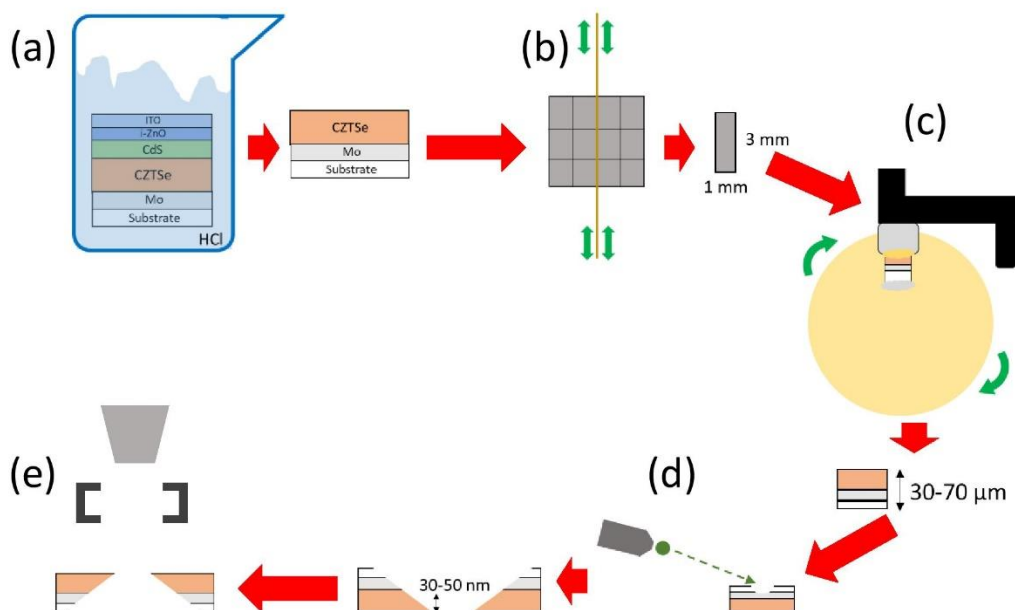 (a)
ITO
i-ZnO
CdS
CZTSe
Mo
Substrate
HCl
CZTSe
Mo
Substrate
(b)
3 mm
1 mm
(c)
(d)
30-70 µm
(e)
30-50 nm